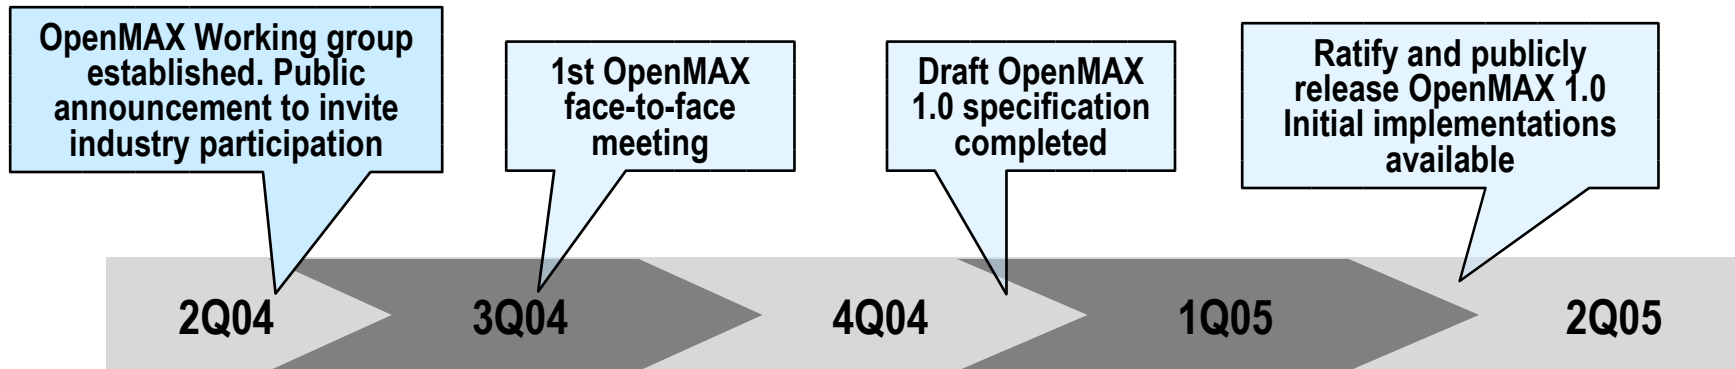 OpenMAX Working group
established. Public
announcement to invite
industry participation
1st OpenMAX
face-to-face
meeting
Draft OpenMAX
1.0 specification
completed
Ratify and publicly
release OpenMAX 1.0
Initial implementations
available
2Q04
3Q04
4Q04
1Q05
2Q05